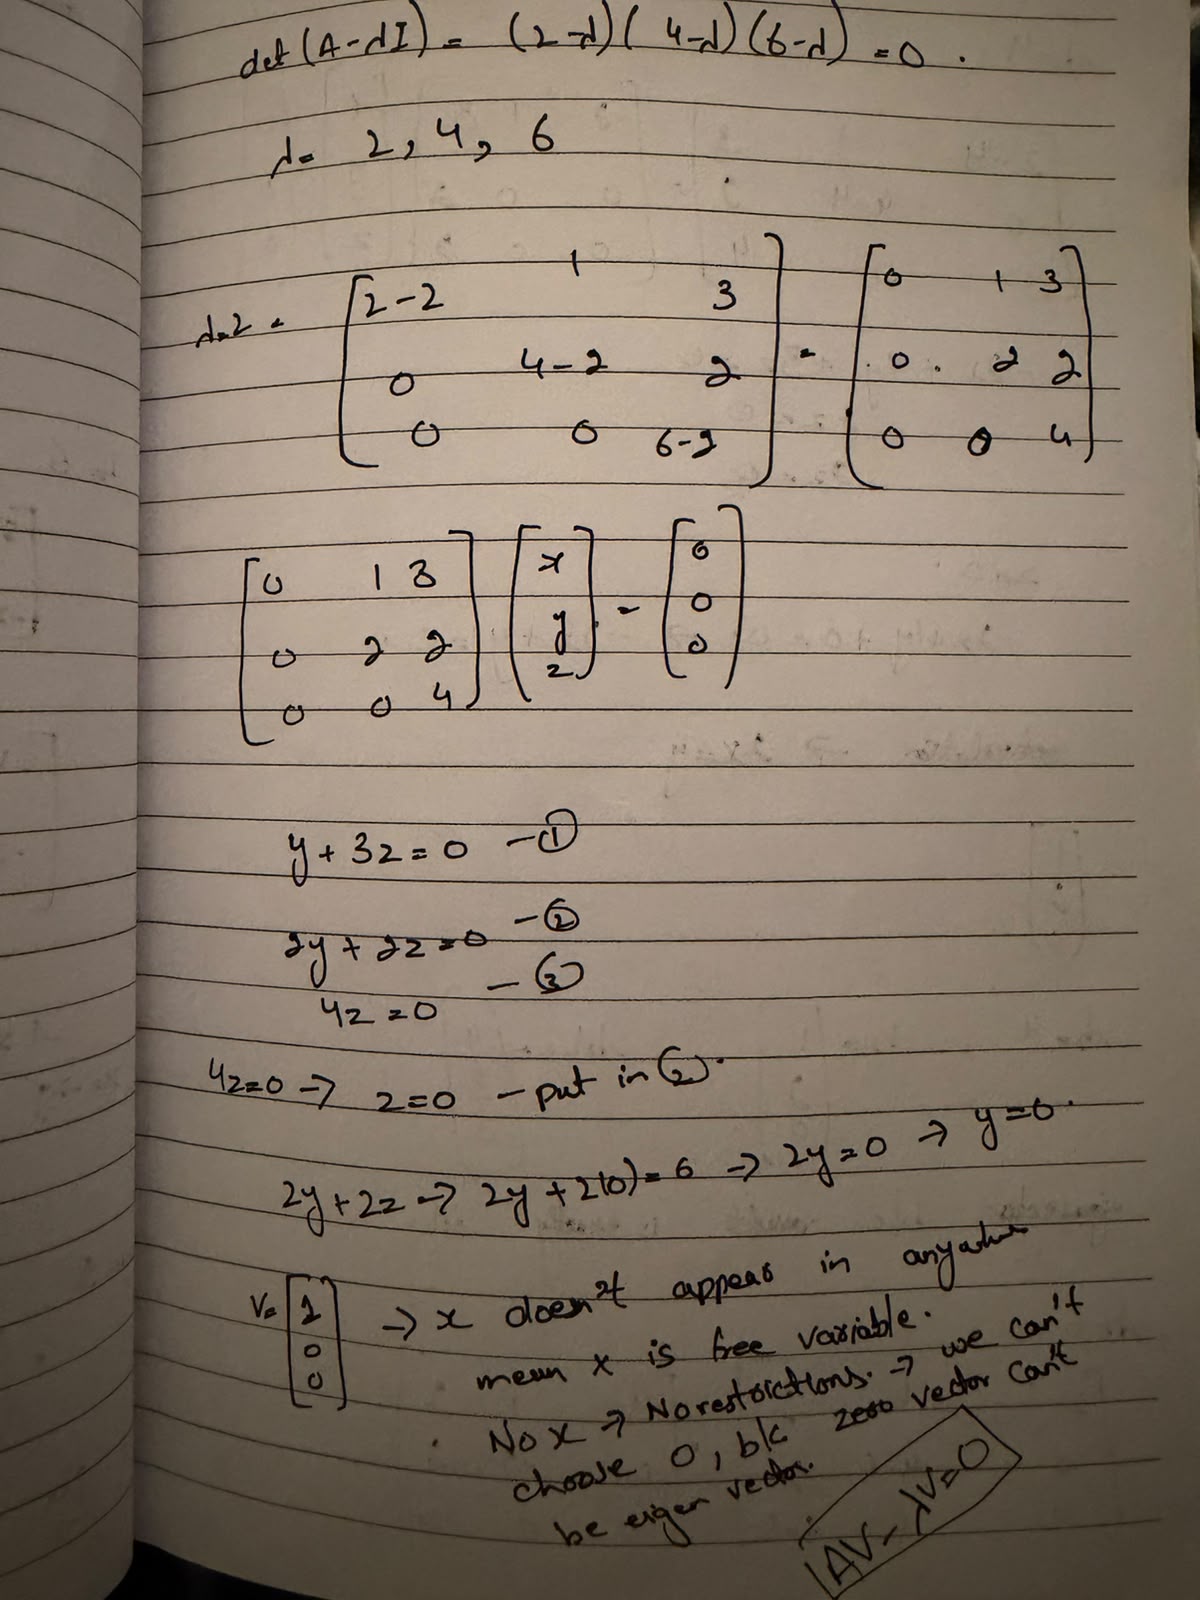 det(A-λI) = (2-λ)(4-λ)(6-λ) = 0.
λ= 2, 4, 6
λ=2 = [2-2 1 3] = [0 1 3]
[0 4-2 2] [0 2 2]
[0 0 6-2] [0 0 4]
[0 1 3] [x] = [0]
[0 2 2] [y] [0]
[0 0 4] [z] [0]
y + 3z = 0 -①
2y + 2z = 0 -②
4z = 0 -③
4z=0 → z=0 - put in ②.
2y+2z → 2y + 2(0) = 0 → 2y = 0 → y=0.
V= [1] → x doesn't appear in anywhere
[0] mean x is free variable.
[0] No x → No restrictions. → we can't
choose 0, b/c zero vector can't
be eigen vector.
AV-λV=0